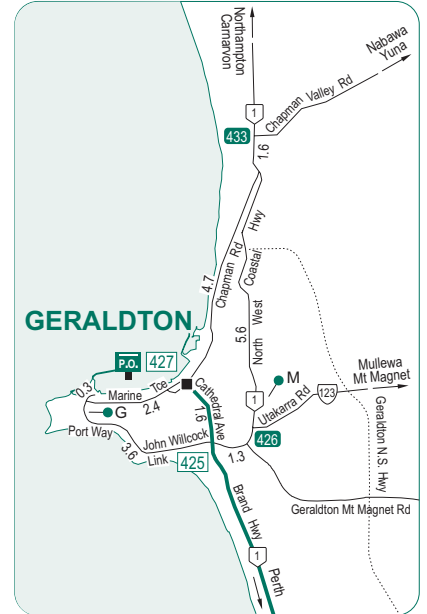 Northampton
Carnarvon
Nabawa
Yuna
1
Chapman Valley Rd
433
1.6
Chapman Rd
North West Coastal Hwy
4.7
5.6
GERALDTON
P.O.
427
Mullewa
Mt Magnet
M
123
Utakarra Rd
1
0.3
Marine Tce
2.4
Cathedral Ave
1.6
G
Port Way
3.6
John Willcock Link
425
1.3
426
Geraldton N.S. Hwy
Geraldton Mt Magnet Rd
Brand Hwy
1
Perth